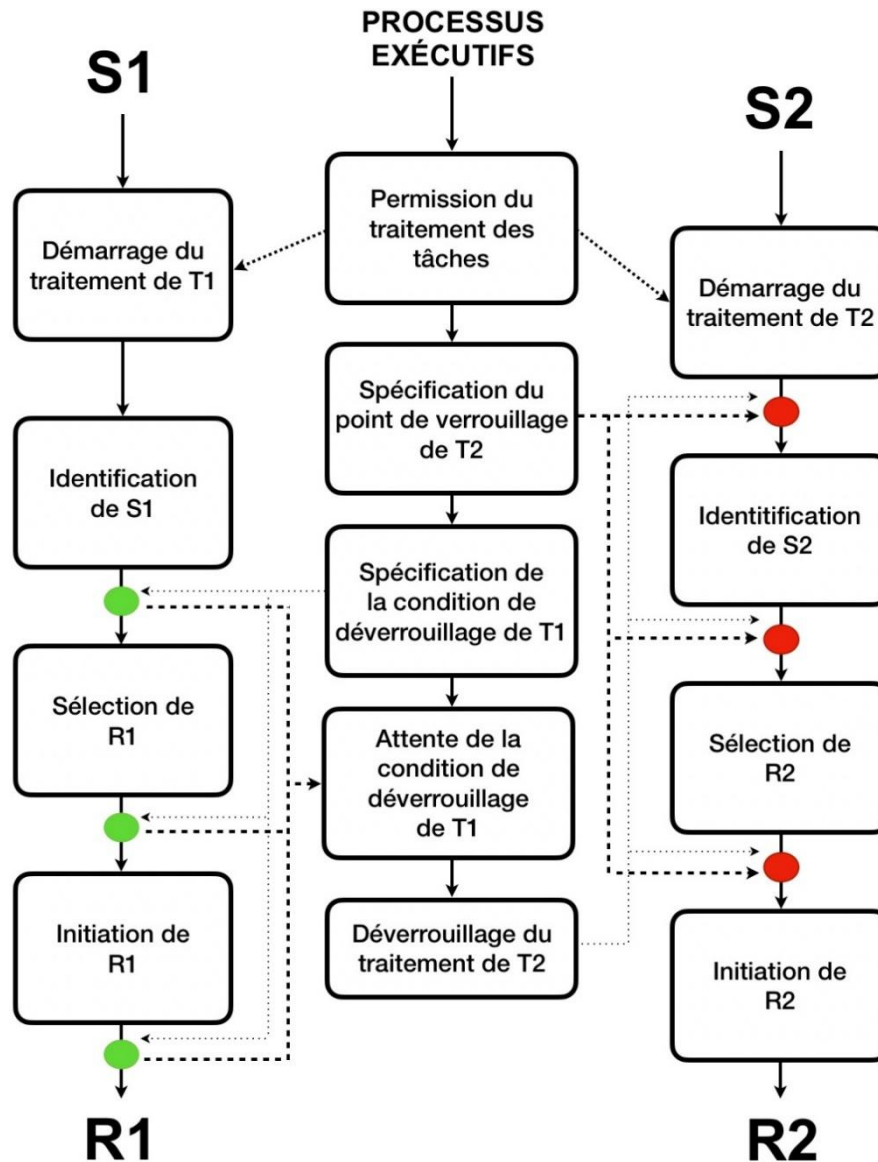 PROCESSUS
EXÉCUTIFS
S1
S2
Permission du
traitement des
tâches
Démarrage du
traitement de T1
Démarrage du
traitement de T2
Spécification du
point de verrouillage
de T2
Identification
de S1
Identitification
de S2
Spécification de
la condition de
déverrouillage de T1
Sélection de
R1
Sélection de
R2
Attente de la
condition de
déverrouillage
de T1
Initiation de
R1
Déverrouillage du
traitement de T2
Initiation de
R2
R1
R2